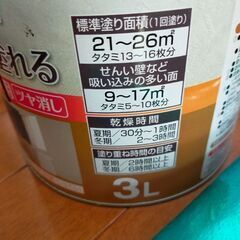 塗れる
ツヤ消し
標準塗り面積(1回塗り)
21~26㎡
タタミ13~16枚分
せんい壁など
吸い込みの多い面
9~17㎡
タタミ5~10枚分
乾燥時間
夏期/30分~1時間
冬期/2~3時間
塗り重ね時間の目安
夏期/2時間以上
冬期/6時間以上
3L